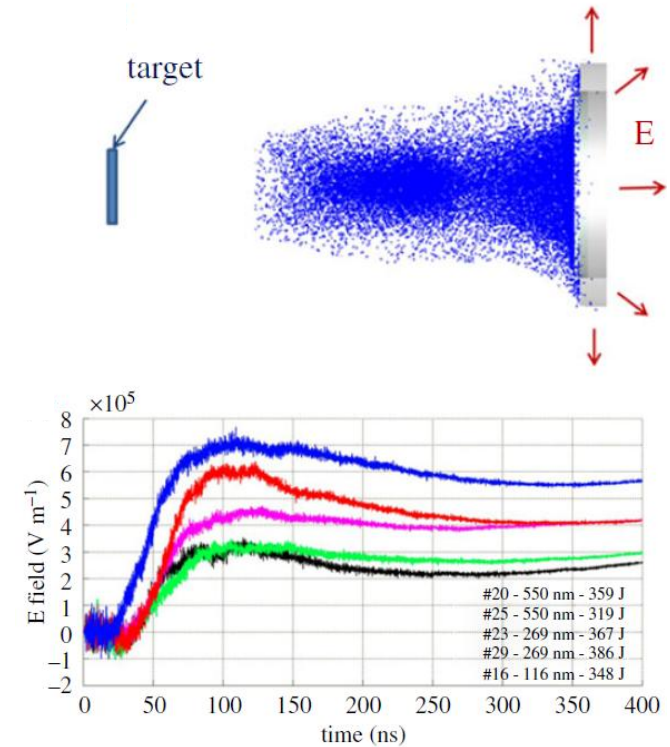 target
E
×10⁵
8
7
6
5
4
3
2
1
0
−1
−2
E field (V m⁻¹)
#20 - 550 nm - 359 J
#25 - 550 nm - 319 J
#23 - 269 nm - 367 J
#29 - 269 nm - 386 J
#16 - 116 nm - 348 J
0 50 100 150 200 250 300 350 400
time (ns)